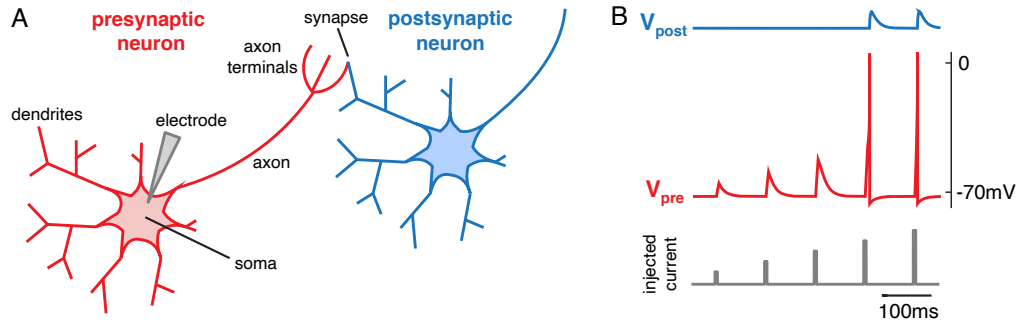 A
presynaptic
neuron
synapse
postsynaptic
neuron
axon
terminals
dendrites
electrode
axon
soma
B
Vpost
0
Vpre
-70mV
injected
current
100ms